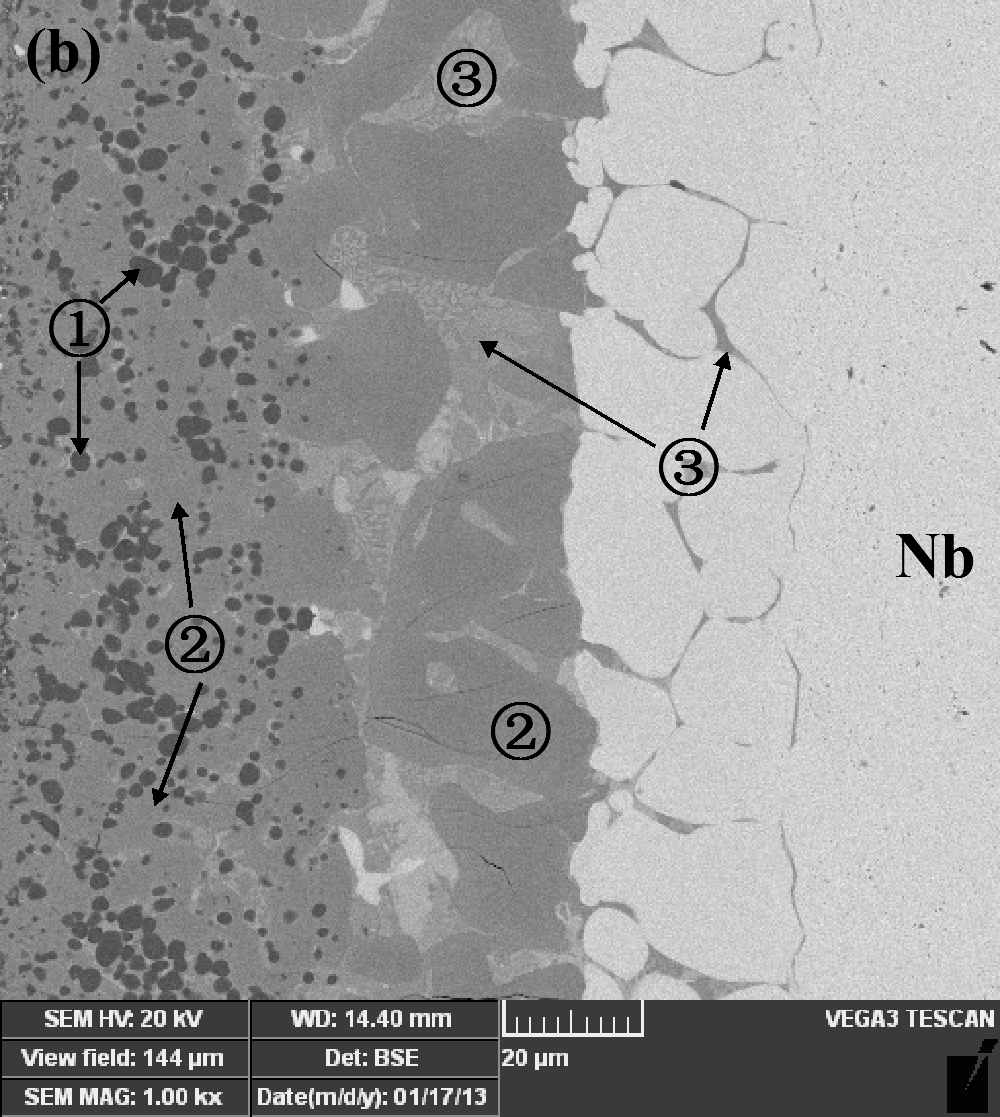 (b)
③
①
③
Nb
②
②
SEM HV: 20 kV
WD: 14.40 mm
VEGA3 TESCAN
View field: 144 µm
Det: BSE
20 µm
SEM MAG: 1.00 kx
Date(m/d/y): 01/17/13